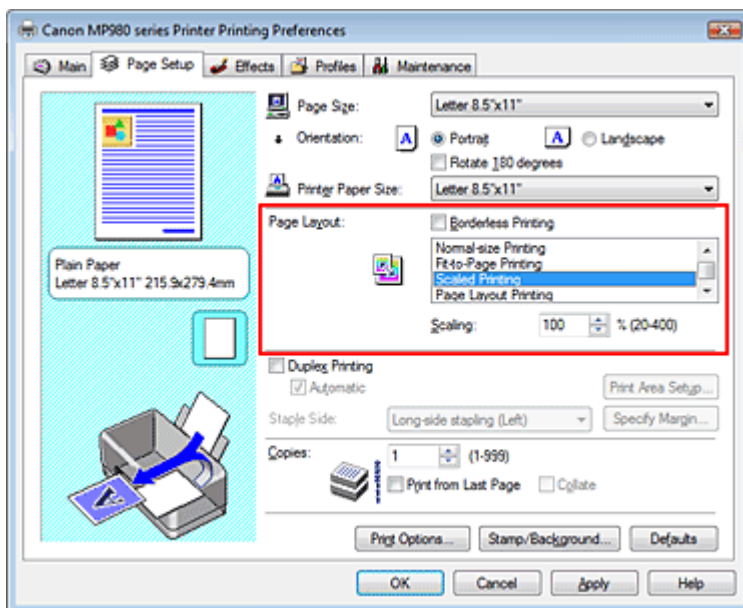 Canon MP980 series Printer Printing Preferences
Main Page Setup Effects Profiles Maintenance
Page Size: Letter 8.5"x11"
Orientation: A Portrait A Landscape
Rotate 180 degrees
Printer Paper Size: Letter 8.5"x11"
Page Layout: Borderless Printing
Normal-size Printing
Fit-to-Page Printing
Scaled Printing
Page Layout Printing
Scaling: 100 % (20-400)
Plain Paper
Letter 8.5"x11" 215.9x279.4mm
Duplex Printing
Automatic Print Area Setup...
Staple Side: Long-side stapling (Left) Specify Margin...
Copies: 1 (1-999)
Print from Last Page Collate
Print Options... Stamp/Background... Defaults
OK Cancel Apply Help